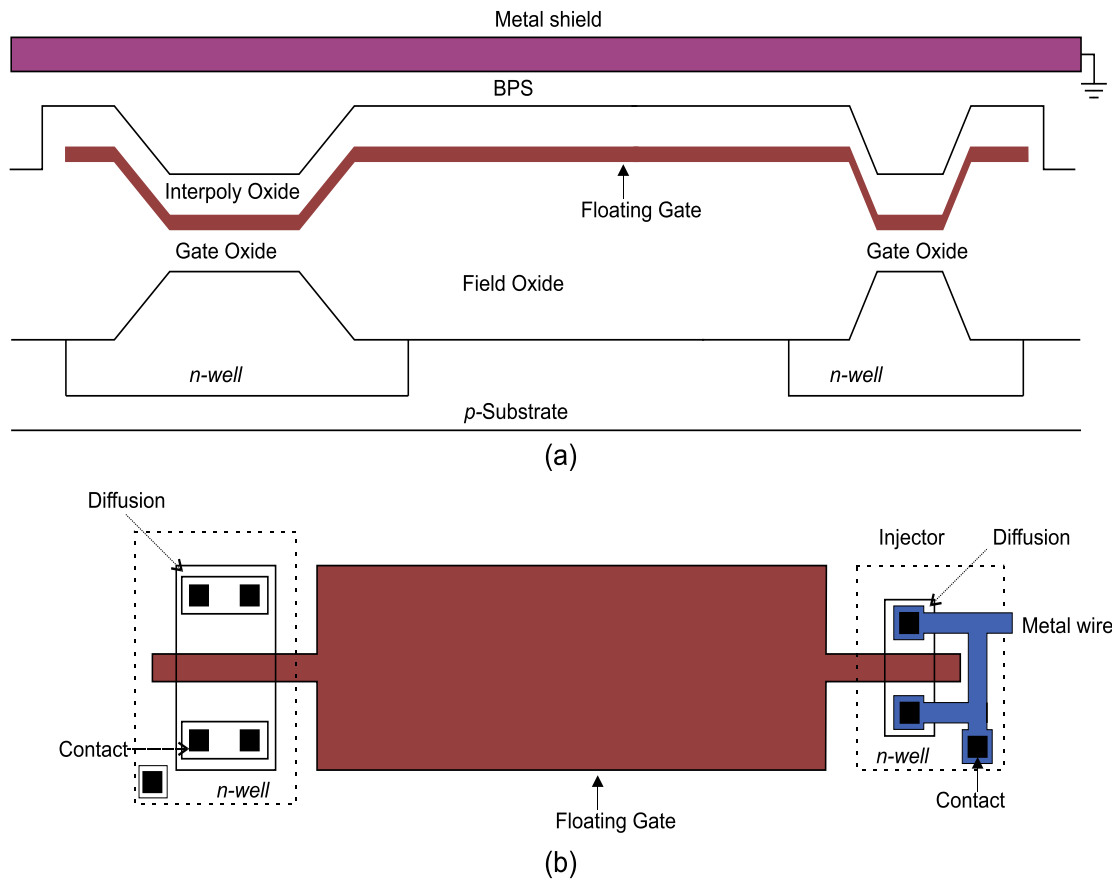 Metal shield
BPS
Interpoly Oxide
Floating Gate
Gate Oxide
Gate Oxide
Field Oxide
n-well
n-well
p-Substrate
(a)
Diffusion
Injector
Diffusion
Metal wire
Contact
n-well
n-well
Contact
Floating Gate
(b)